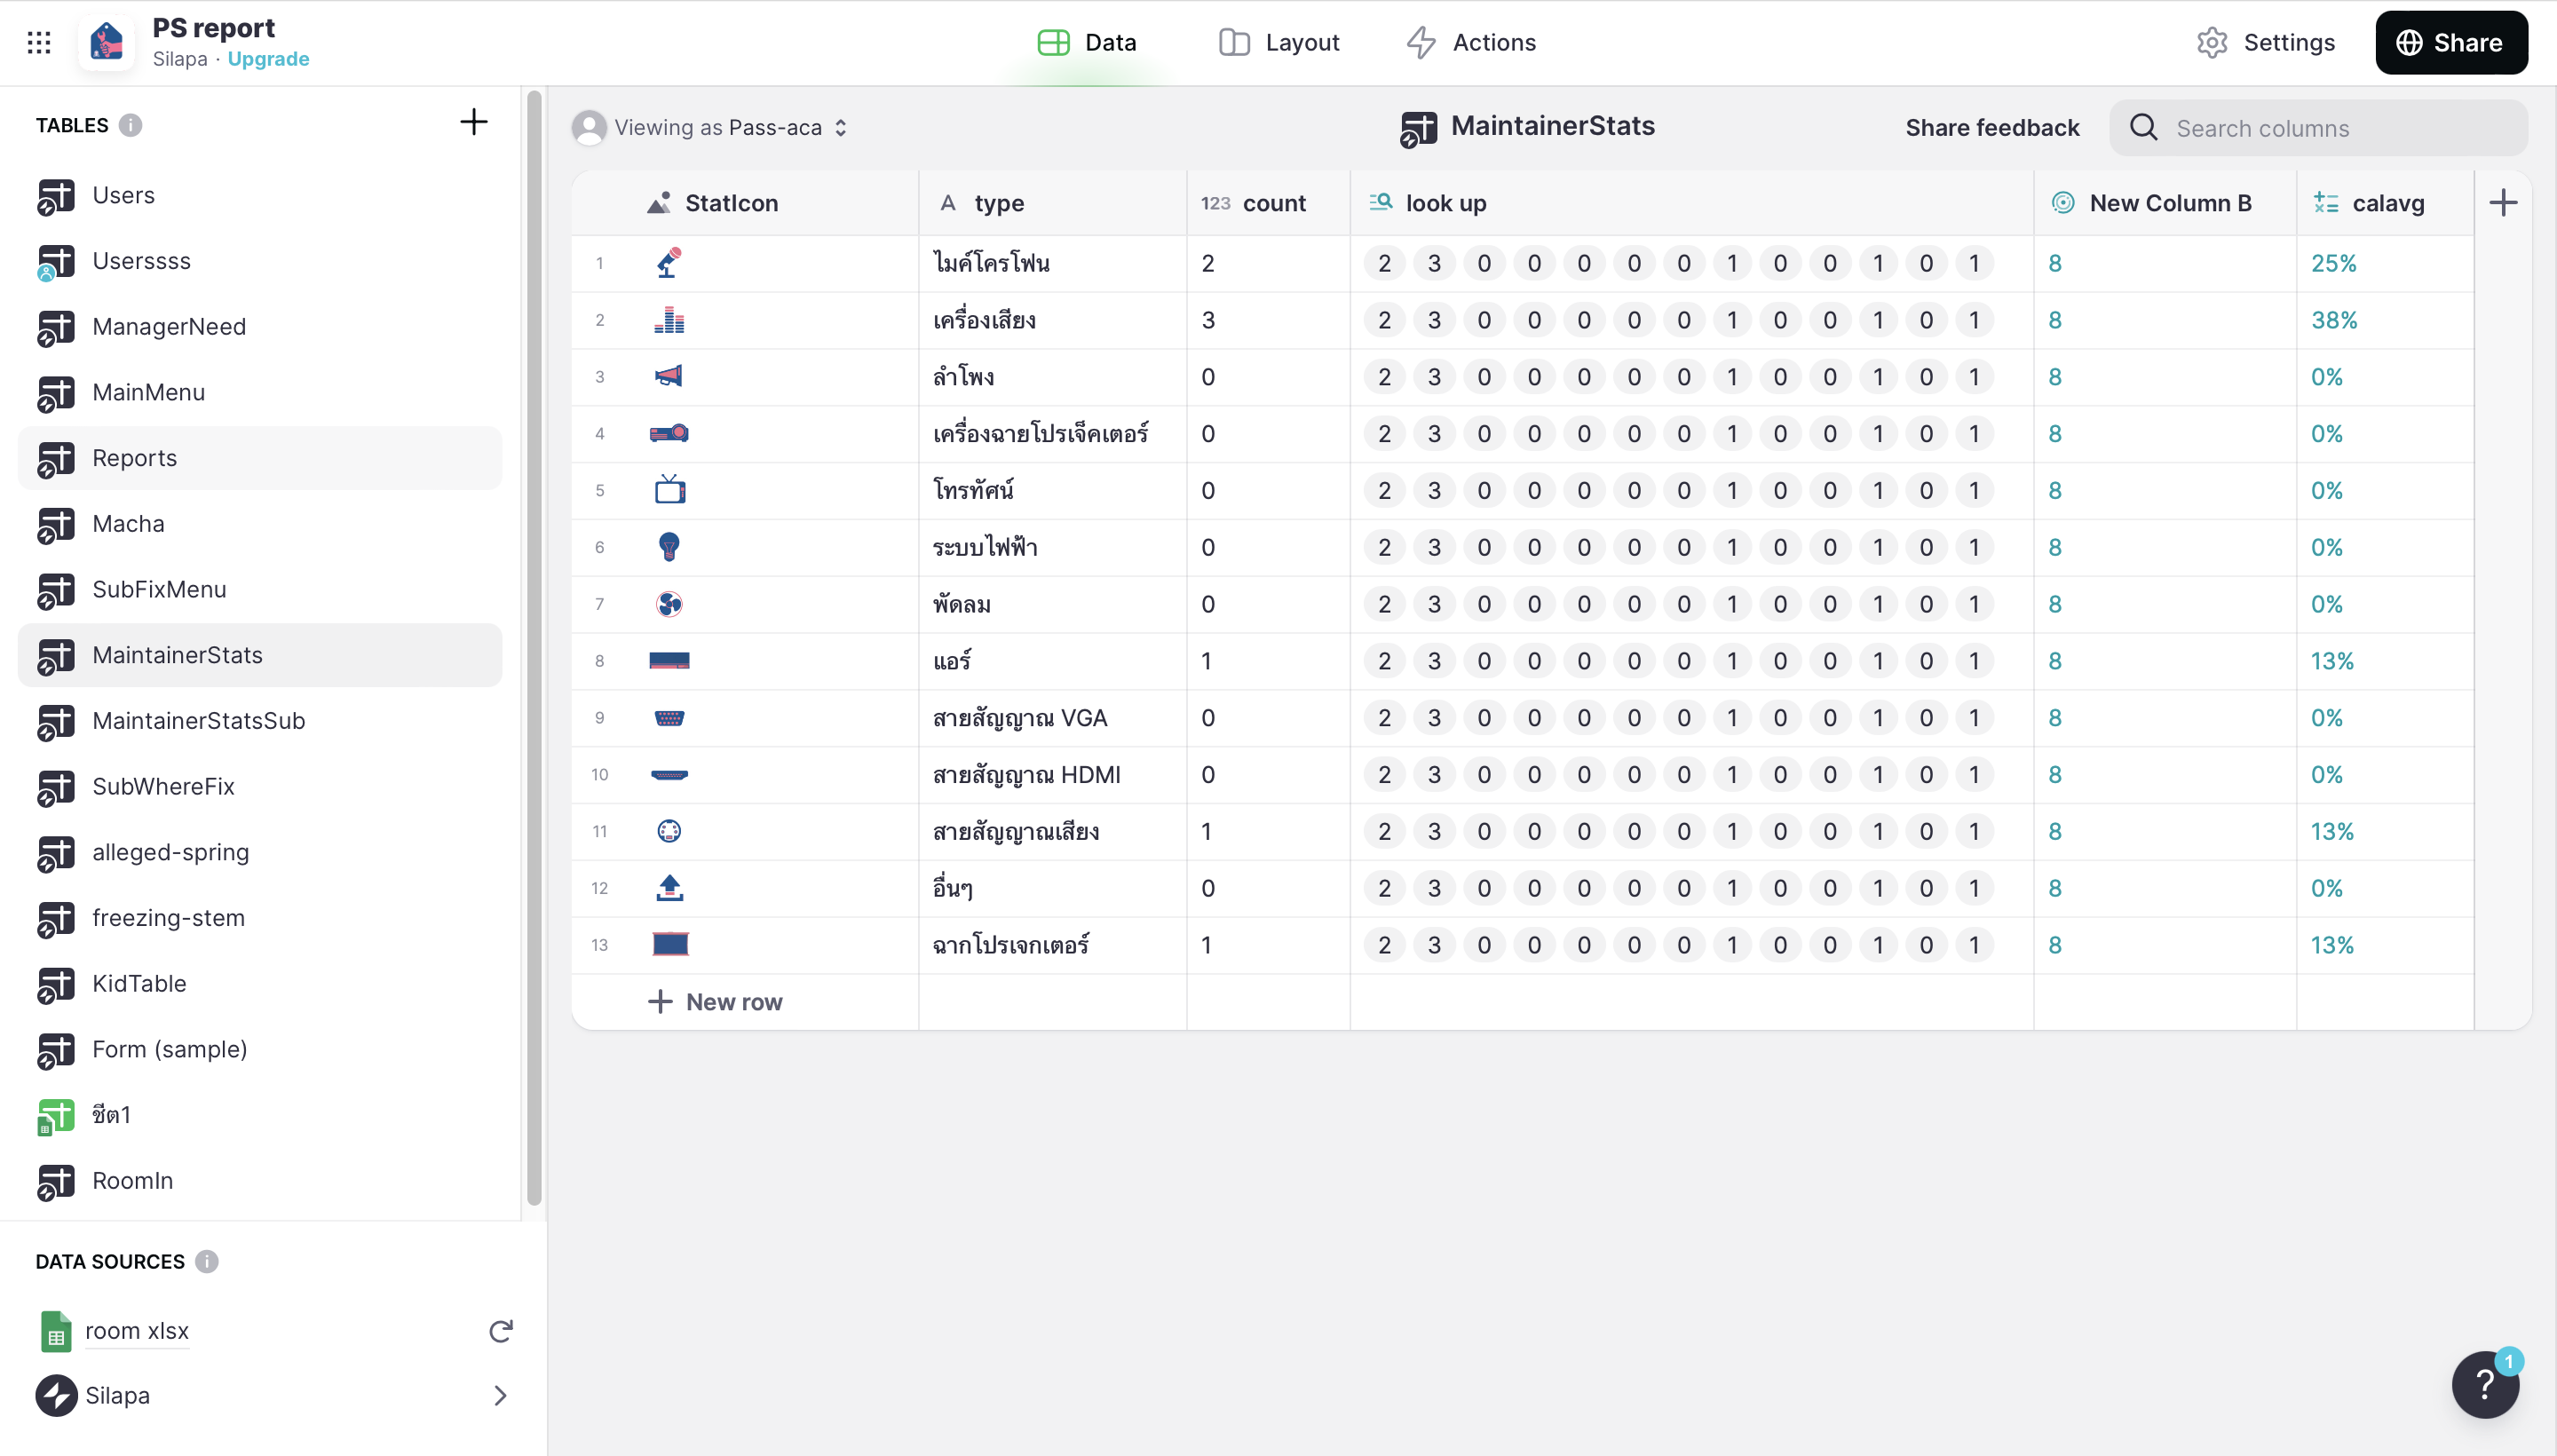 PS report
Silapa · Upgrade
Data
Layout
Actions
Settings
Share
TABLES
Users
Userssss
ManagerNeed
MainMenu
Reports
Macha
SubFixMenu
MaintainerStats
MaintainerStatsSub
SubWhereFix
alleged-spring
freezing-stem
KidTable
Form (sample)
ชีต1
RoomIn
DATA SOURCES
room xlsx
Silapa
Viewing as Pass-aca
MaintainerStats
Share feedback
Search columns
StatIcon type 123 count look up New Column B calavg
1 ไมค์โครโฟน 2 2 3 0 0 0 0 0 1 0 0 1 0 1 8 25%
2 เครื่องเสียง 3 2 3 0 0 0 0 0 1 0 0 1 0 1 8 38%
3 ลำโพง 0 2 3 0 0 0 0 0 1 0 0 1 0 1 8 0%
4 เครื่องฉายโปรเจ็คเตอร์ 0 2 3 0 0 0 0 0 1 0 0 1 0 1 8 0%
5 โทรทัศน์ 0 2 3 0 0 0 0 0 1 0 0 1 0 1 8 0%
6 ระบบไฟฟ้า 0 2 3 0 0 0 0 0 1 0 0 1 0 1 8 0%
7 พัดลม 0 2 3 0 0 0 0 0 1 0 0 1 0 1 8 0%
8 แอร์ 1 2 3 0 0 0 0 0 1 0 0 1 0 1 8 13%
9 สายสัญญาณ VGA 0 2 3 0 0 0 0 0 1 0 0 1 0 1 8 0%
10 สายสัญญาณ HDMI 0 2 3 0 0 0 0 0 1 0 0 1 0 1 8 0%
11 สายสัญญาณเสียง 1 2 3 0 0 0 0 0 1 0 0 1 0 1 8 13%
12 อื่นๆ 0 2 3 0 0 0 0 0 1 0 0 1 0 1 8 0%
13 ฉากโปรเจกเตอร์ 1 2 3 0 0 0 0 0 1 0 0 1 0 1 8 13%
New row
? 1